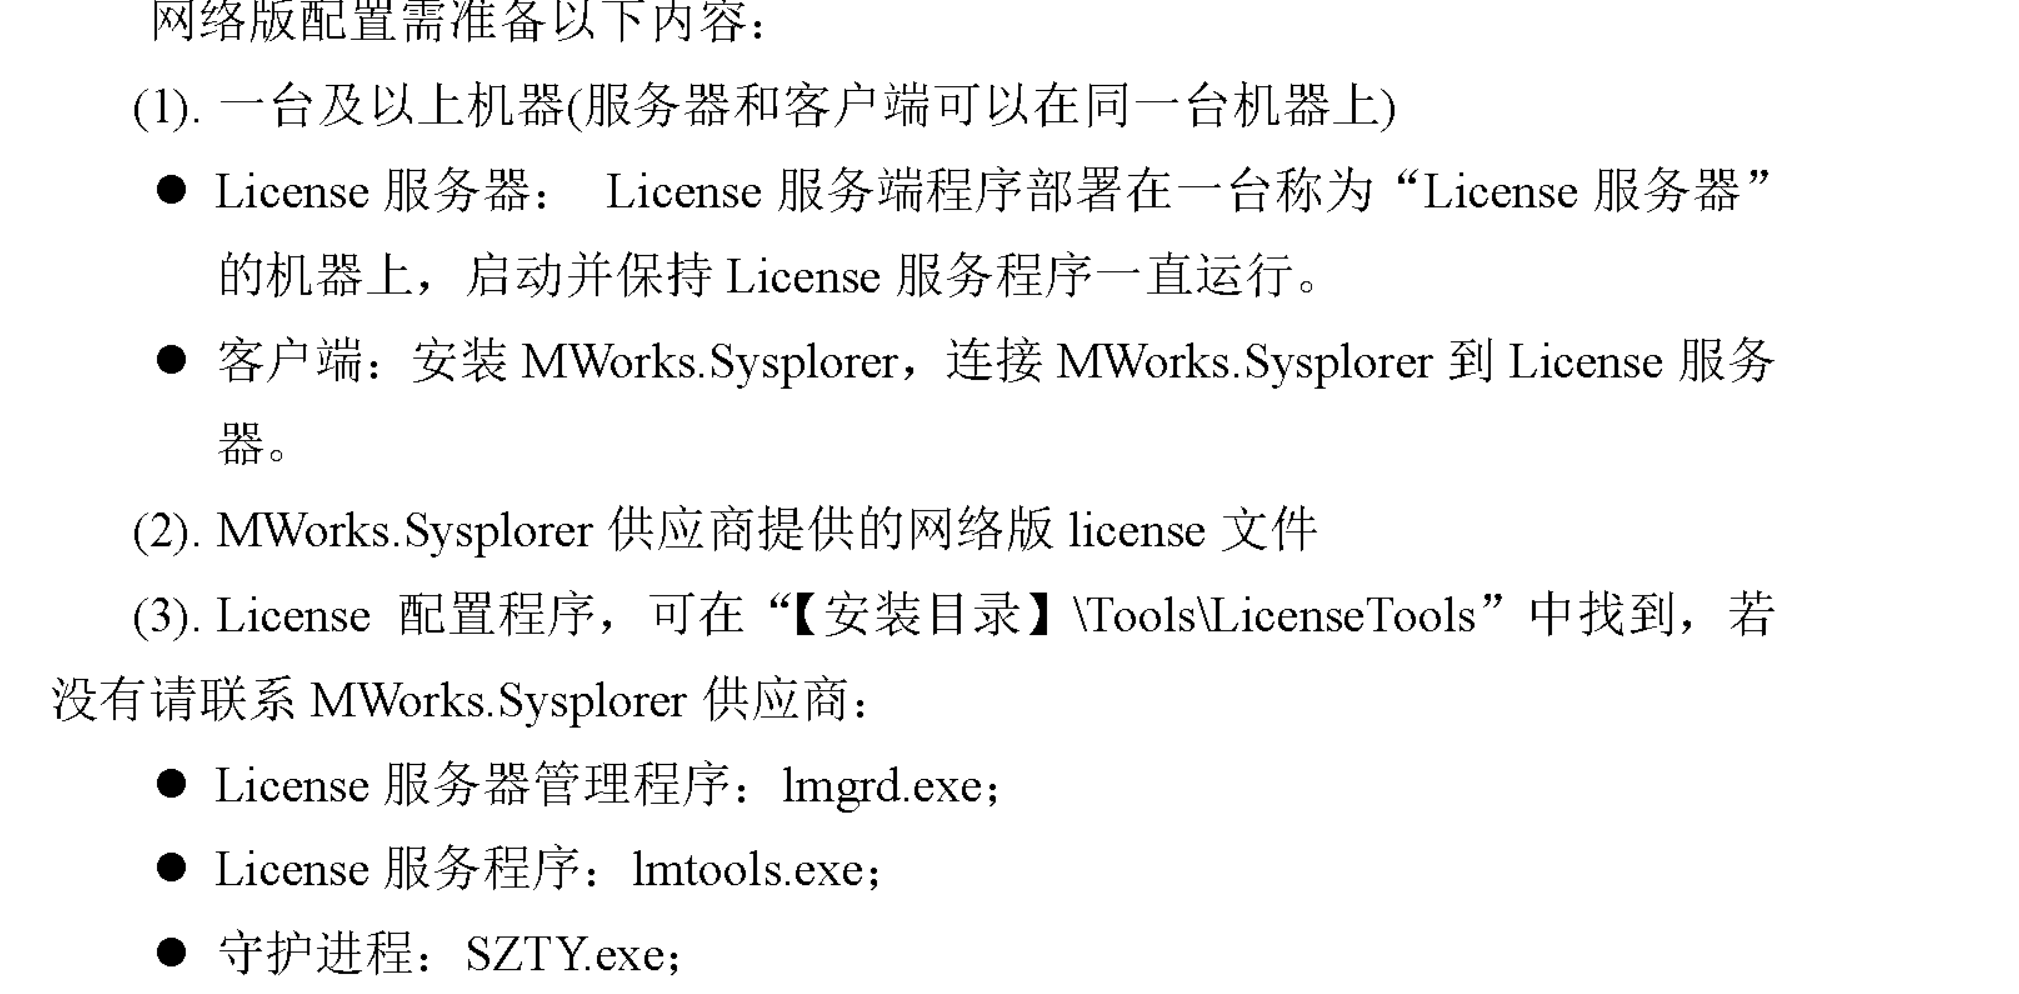 网络版配置需准备以下内容：
(1). 一台及以上机器(服务器和客户端可以在同一台机器上)
● License 服务器： License 服务端程序部署在一台称为“License 服务器”
的机器上，启动并保持 License 服务程序一直运行。
● 客户端：安装 MWorks.Sysplorer，连接 MWorks.Sysplorer 到 License 服务
器。
(2). MWorks.Sysplorer 供应商提供的网络版 license 文件
(3). License 配置程序，可在“【安装目录】\Tools\LicenseTools”中找到，若
没有请联系 MWorks.Sysplorer 供应商：
● License 服务器管理程序：lmgrd.exe；
● License 服务程序：lmtools.exe；
● 守护进程：SZTY.exe；